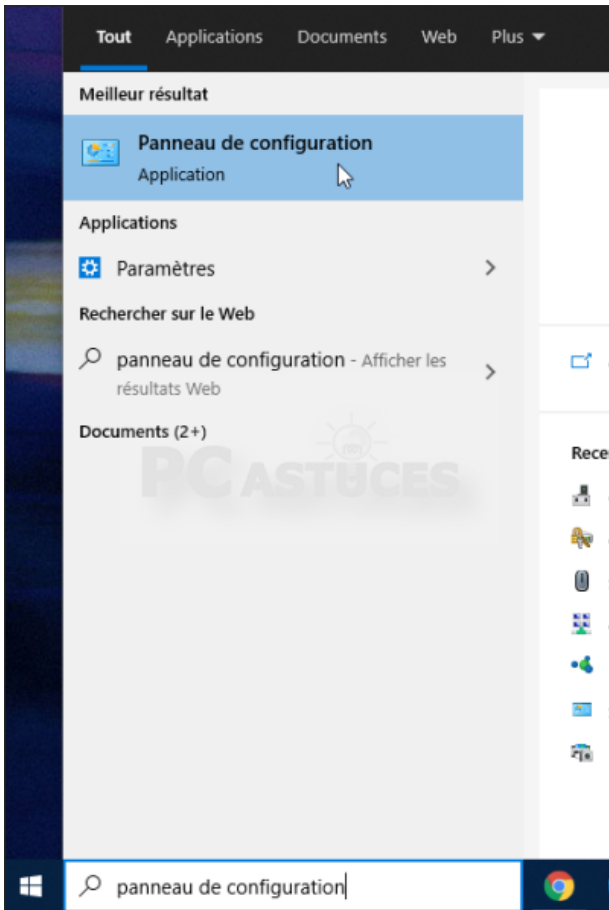 Tout Applications Documents Web Plus
Meilleur résultat
Panneau de configuration
Application
Applications
Paramètres
Rechercher sur le Web
panneau de configuration - Afficher les
résultats Web
Documents (2+)
PC ASTUCES
Rece
panneau de configuration